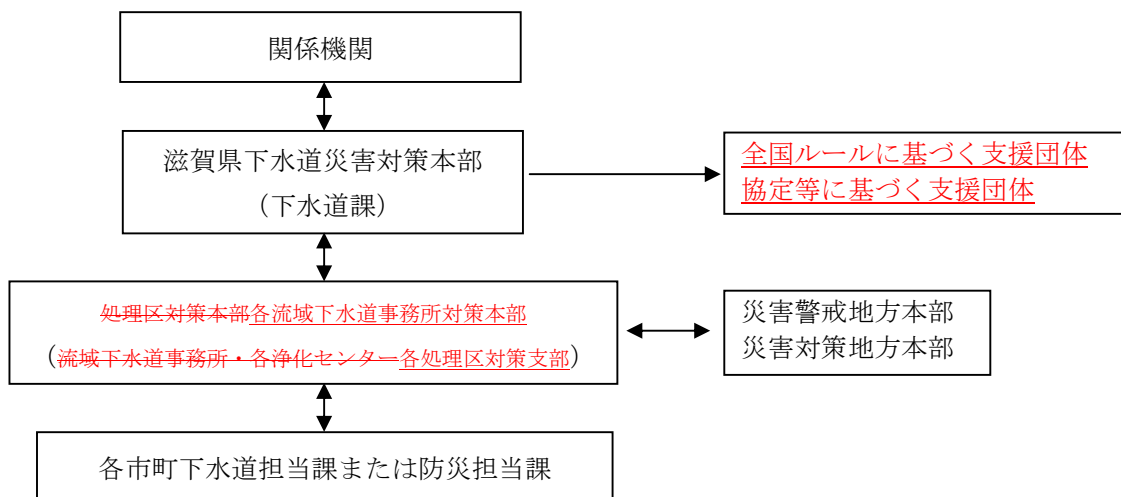 関係機関
滋賀県下水道災害対策本部
（下水道課）
全国ルールに基づく支援団体
協定等に基づく支援団体
処理区対策本部各流域下水道事務所対策本部
（流域下水道事務所・各浄化センター各処理区対策支部）
災害警戒地方本部
災害対策地方本部
各市町下水道担当課または防災担当課